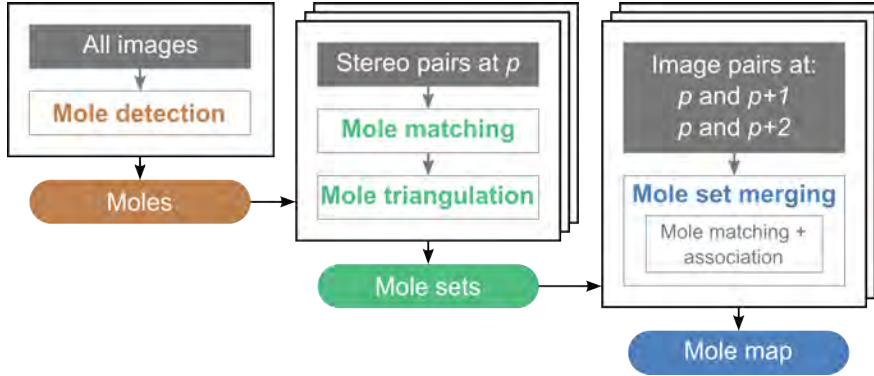 All images
Mole detection
Moles
Stereo pairs at p
Mole matching
Mole triangulation
Mole sets
Image pairs at:
p and p+1
p and p+2
Mole set merging
Mole matching +
association
Mole map